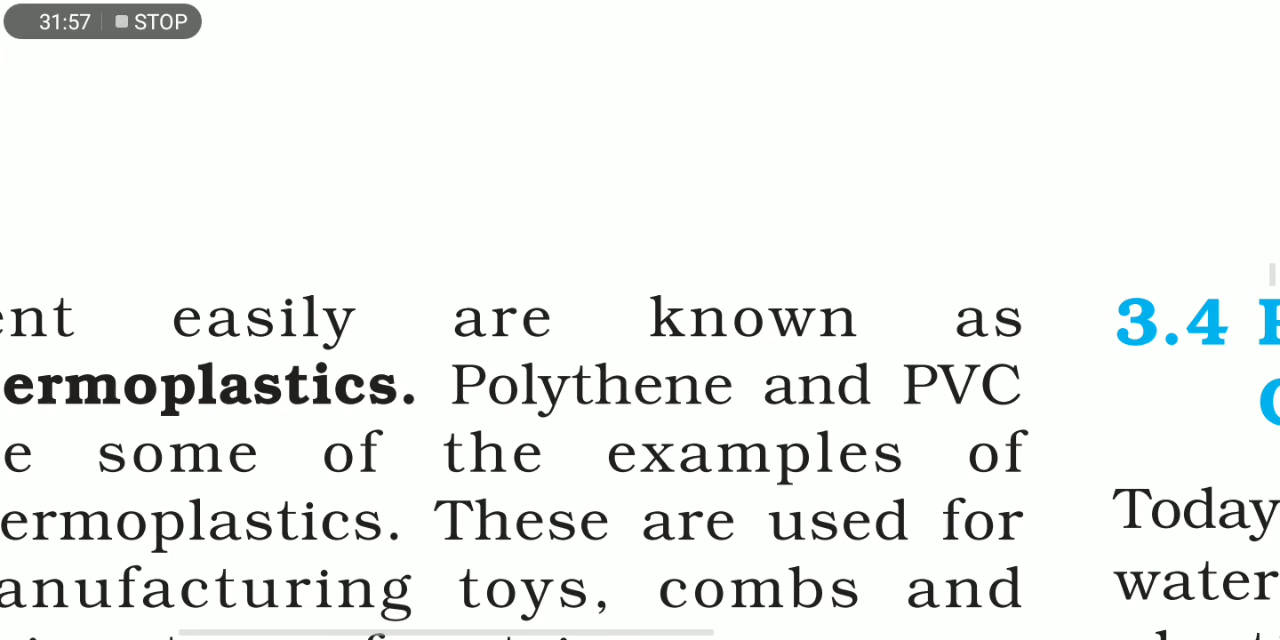 31:57 STOP
ent easily are known as
ermoplastics. Polythene and PVC
e some of the examples of
ermoplastics. These are used for
anufacturing toys, combs and
3.4
Today
water